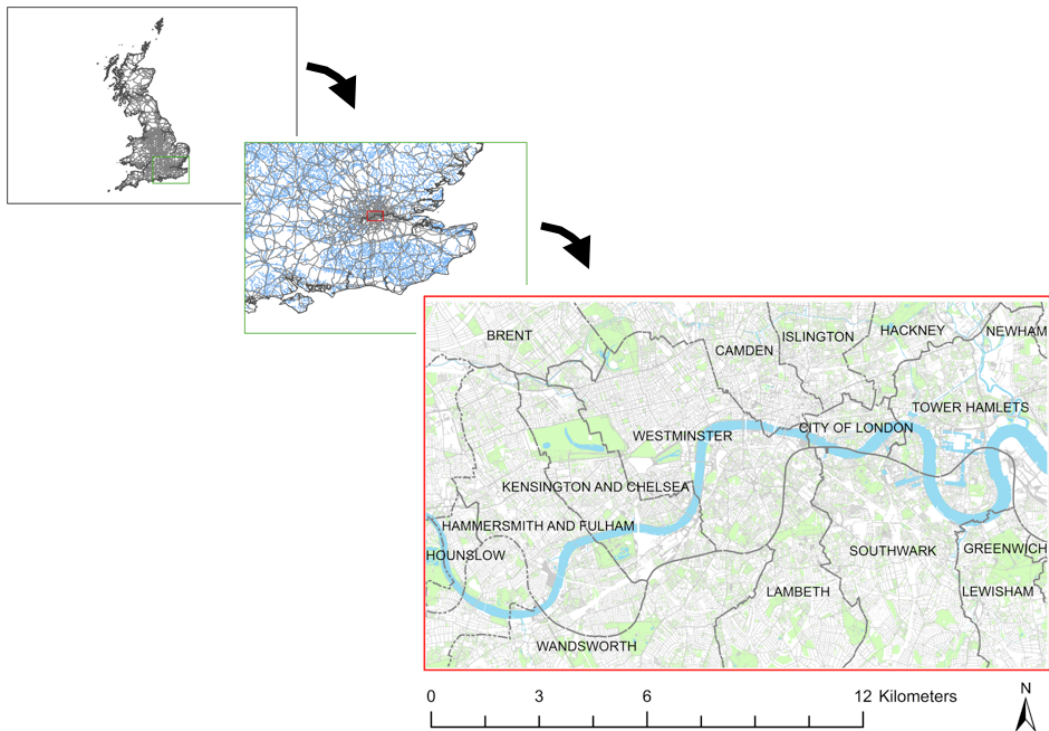 BRENT
CAMDEN
ISLINGTON
HACKNEY
NEWHAM
TOWER HAMLETS
WESTMINSTER
CITY OF LONDON
KENSINGTON AND CHELSEA
HAMMERSMITH AND FULHAM
HOUNSLOW
SOUTHWARK
GREENWICH
LAMBETH
LEWISHAM
WANDSWORTH
0 3 6 12 Kilometers
N